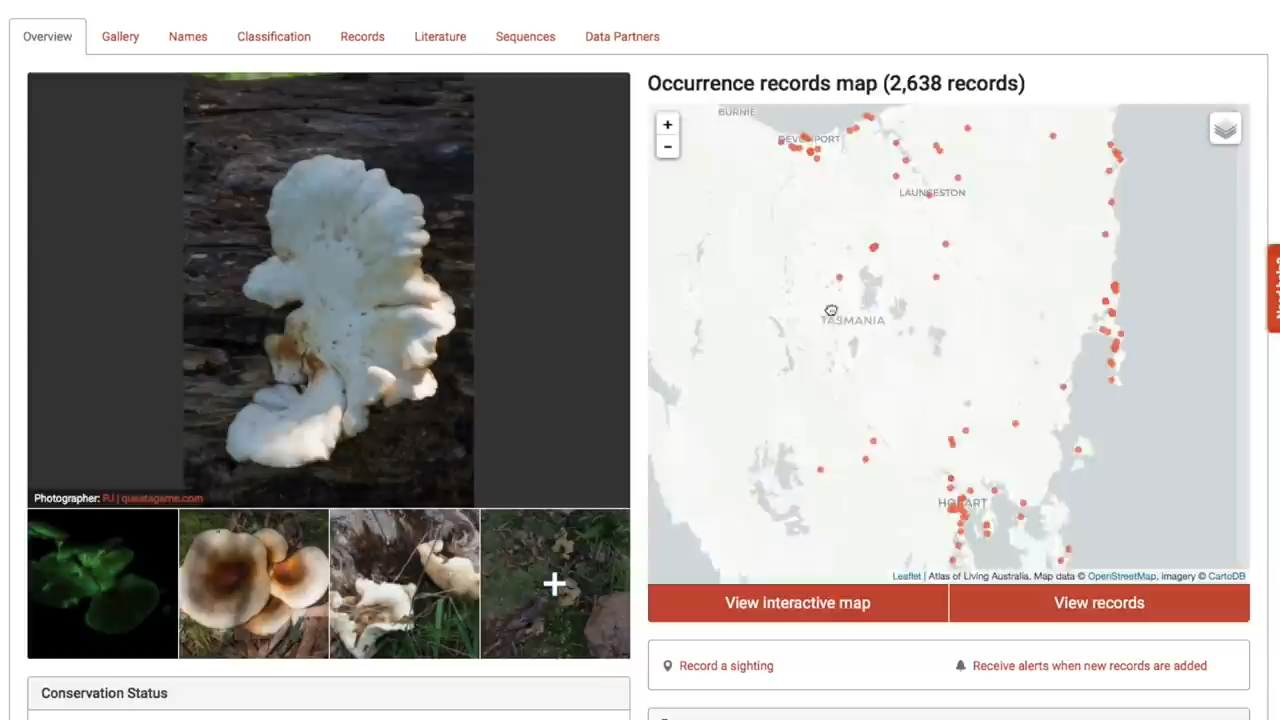 Overview Gallery Names Classification Records Literature Sequences Data Partners
Occurrence records map (2,638 records)
+
−
BURNIE
DEVENPORT
LAUNCESTON
TASMANIA
HOBART
Photographer: PJ | questagame.com
Leaflet | Atlas of Living Australia, Map data © OpenStreetMap, imagery © CartoDB
View interactive map View records
Record a sighting Receive alerts when new records are added
Conservation Status